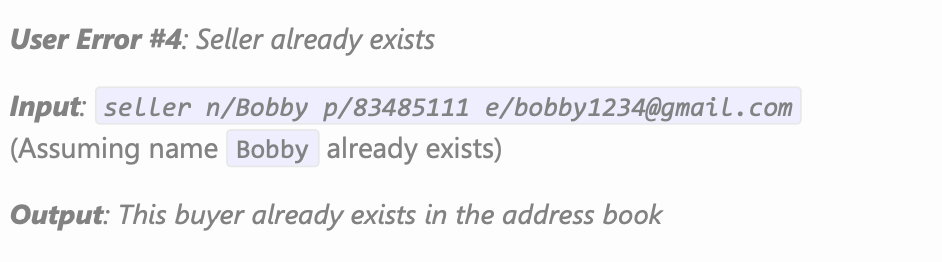 User Error #4: Seller already exists
Input: seller n/Bobby p/83485111 e/bobby1234@gmail.com
(Assuming name Bobby already exists)
Output: This buyer already exists in the address book